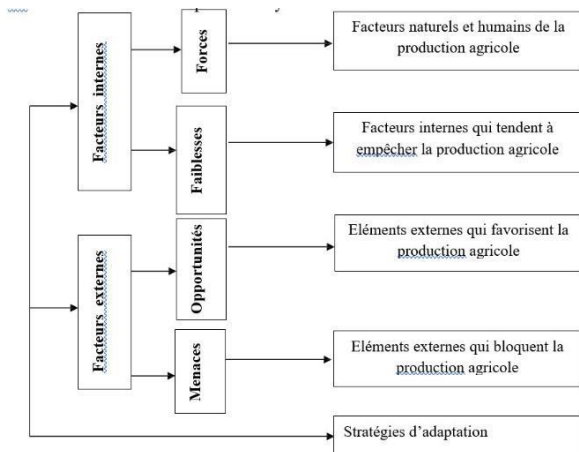 Facteurs internes
Forces
Facteurs naturels et humains de la
production agricole
Faiblesses
Facteurs internes qui tendent à
empêcher la production agricole
Facteurs externes
Opportunités
Eléments externes qui favorisent la
production agricole
Menaces
Eléments externes qui bloquent la
production agricole
Stratégies d’adaptation